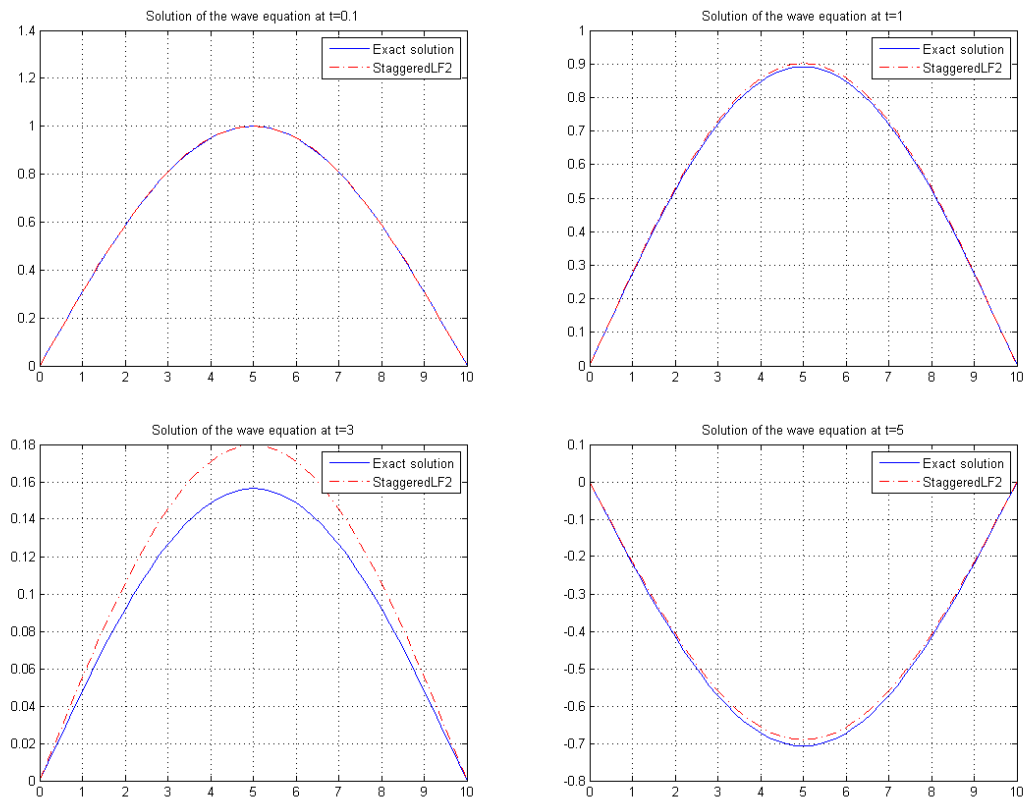 Solution of the wave equation at t=0.1
1.4
1.2
1
0.8
0.6
0.4
0.2
0
0 1 2 3 4 5 6 7 8 9 10
Exact solution
StaggeredLF2
Solution of the wave equation at t=1
1
0.9
0.8
0.7
0.6
0.5
0.4
0.3
0.2
0.1
0
0 1 2 3 4 5 6 7 8 9 10
Exact solution
StaggeredLF2
Solution of the wave equation at t=3
0.18
0.16
0.14
0.12
0.1
0.08
0.06
0.04
0.02
0
0 1 2 3 4 5 6 7 8 9 10
Exact solution
StaggeredLF2
Solution of the wave equation at t=5
0.1
0
-0.1
-0.2
-0.3
-0.4
-0.5
-0.6
-0.7
-0.8
0 1 2 3 4 5 6 7 8 9 10
Exact solution
StaggeredLF2